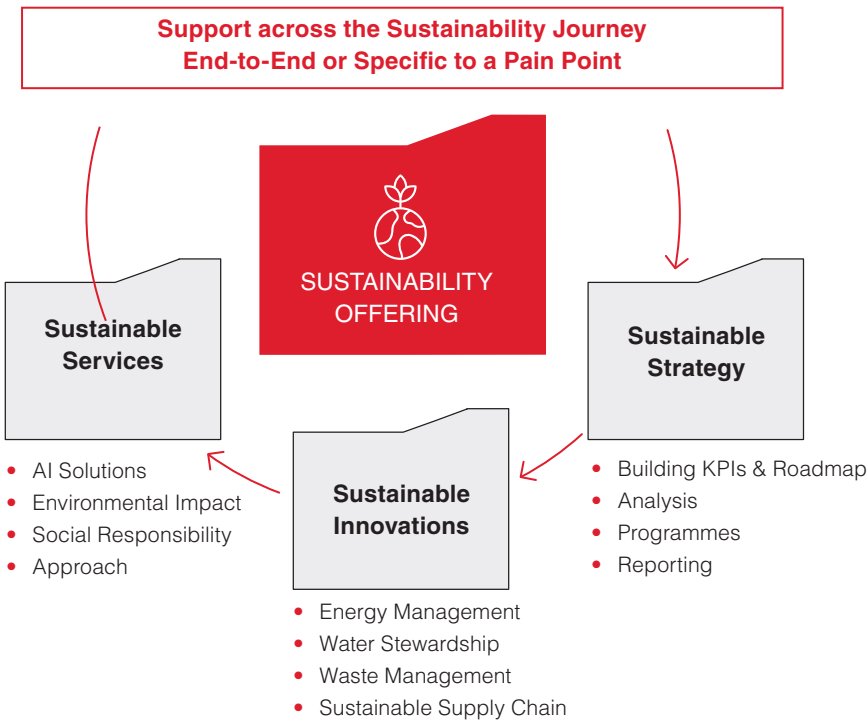 Support across the Sustainability Journey
End-to-End or Specific to a Pain Point
SUSTAINABILITY
OFFERING
Sustainable
Services
• AI Solutions
• Environmental Impact
• Social Responsibility
• Approach
Sustainable
Innovations
• Energy Management
• Water Stewardship
• Waste Management
• Sustainable Supply Chain
Sustainable
Strategy
• Building KPIs & Roadmap
• Analysis
• Programmes
• Reporting